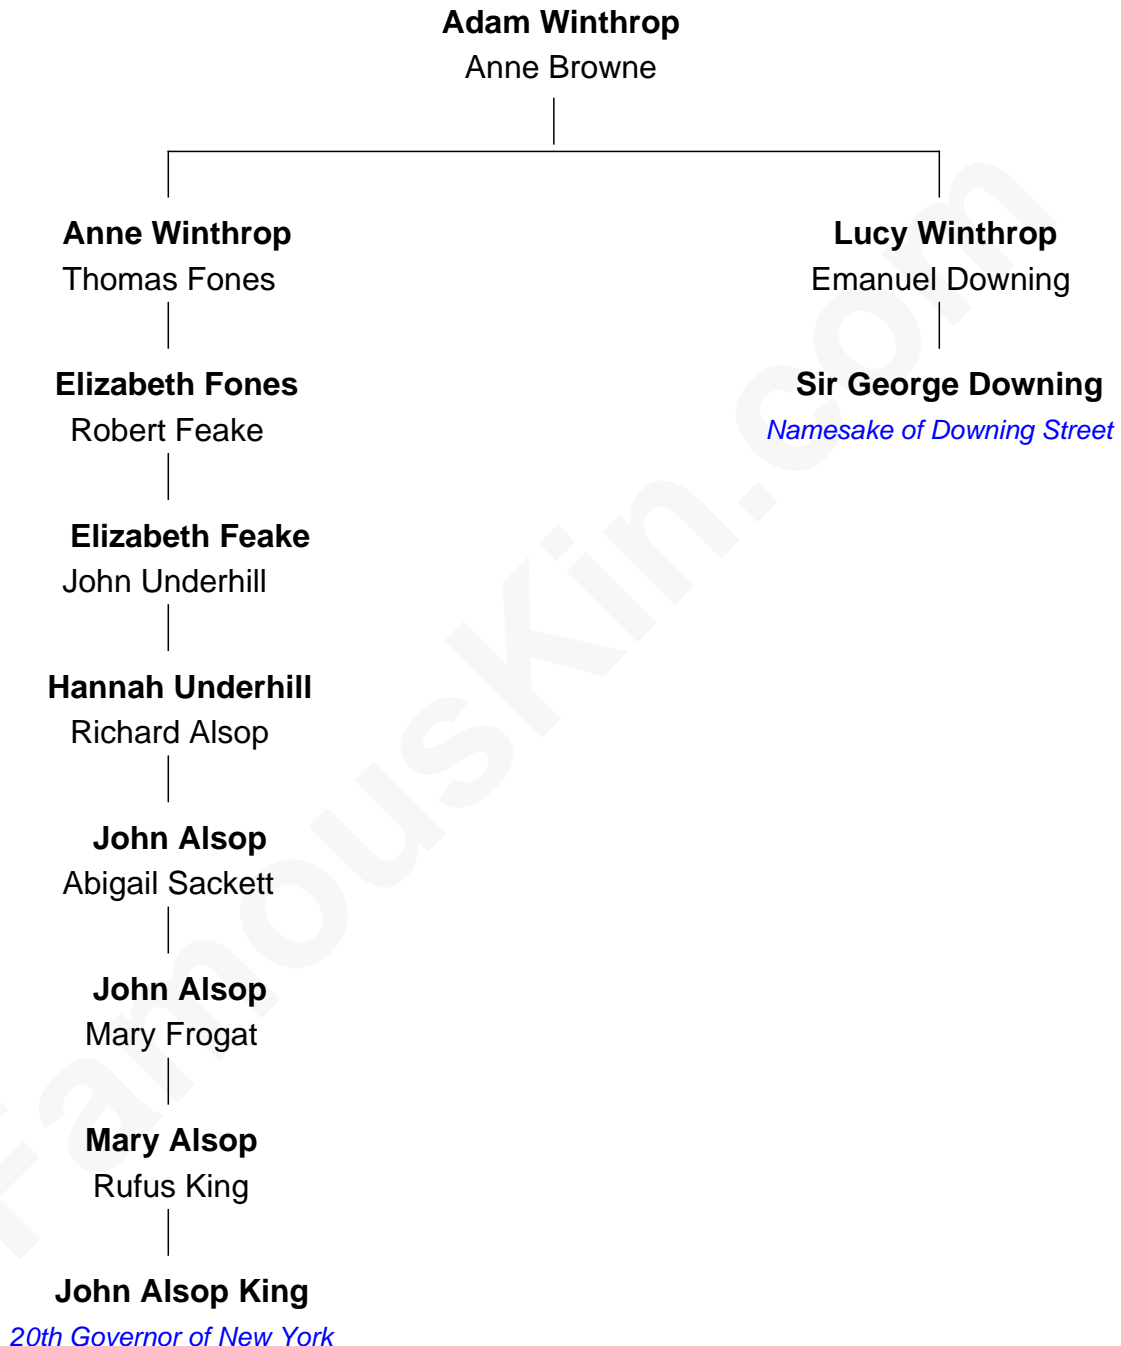 Adam Winthrop
Anne Browne
Anne Winthrop
Thomas Fones
Lucy Winthrop
Emanuel Downing
Elizabeth Fones
Robert Feake
Sir George Downing
Namesake of Downing Street
Elizabeth Feake
John Underhill
Hannah Underhill
Richard Alsop
John Alsop
Abigail Sackett
John Alsop
Mary Frogat
Mary Alsop
Rufus King
John Alsop King
20th Governor of New York
FamousKin.com